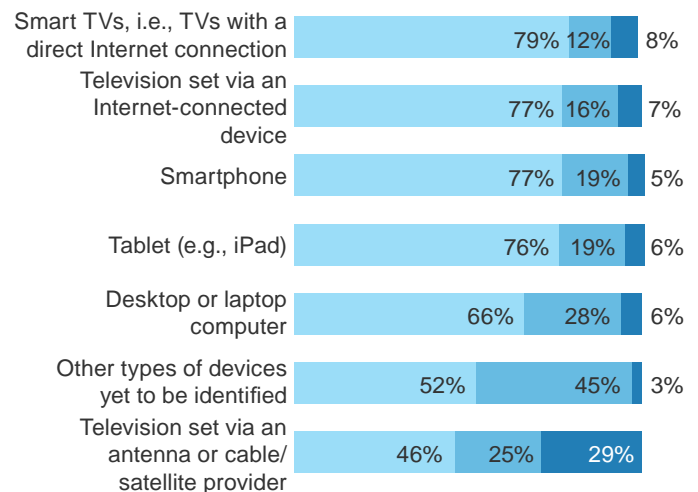 Smart TVs, i.e., TVs with a
direct Internet connection
79% 12% 8%
Television set via an
Internet-connected
device
77% 16% 7%
Smartphone
77% 19% 5%
Tablet (e.g., iPad)
76% 19% 6%
Desktop or laptop
computer
66% 28% 6%
Other types of devices
yet to be identified
52% 45% 3%
Television set via an
antenna or cable/
satellite provider
46% 25% 29%